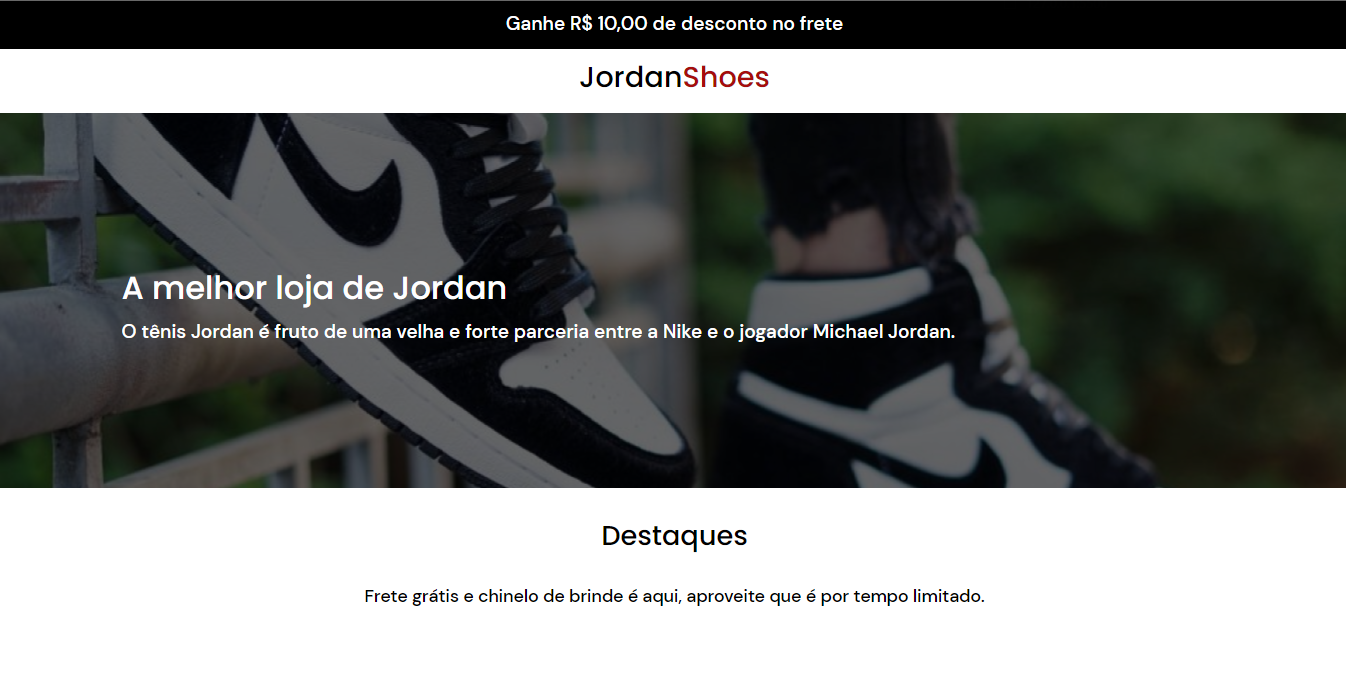 Ganhe R$ 10,00 de desconto no frete
JordanShoes
A melhor loja de Jordan
O tênis Jordan é fruto de uma velha e forte parceria entre a Nike e o jogador Michael Jordan.
Destaques
Frete grátis e chinelo de brinde é aqui, aproveite que é por tempo limitado.